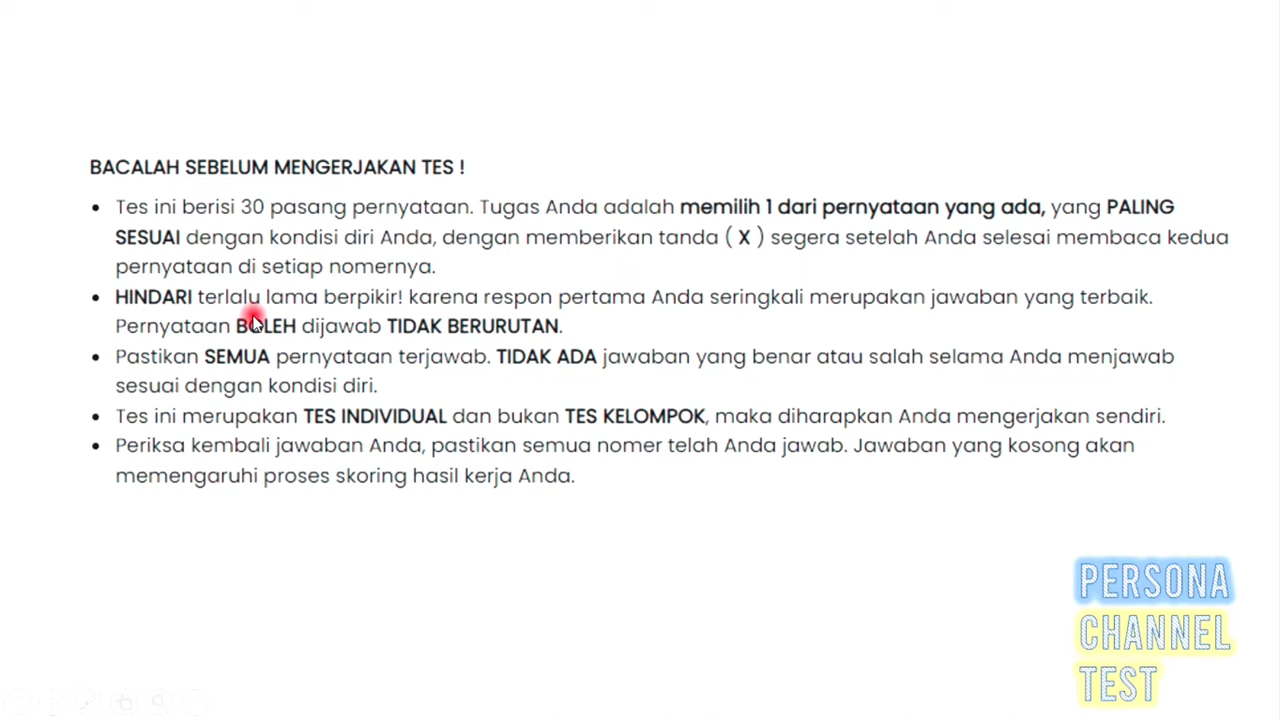 BACALAH SEBELUM MENGERJAKAN TES !
• Tes ini berisi 30 pasang pernyataan. Tugas Anda adalah memilih 1 dari pernyataan yang ada, yang PALING
SESUAI dengan kondisi diri Anda, dengan memberikan tanda ( X ) segera setelah Anda selesai membaca kedua
pernyataan di setiap nomernya.
• HINDARI terlalu lama berpikir! karena respon pertama Anda seringkali merupakan jawaban yang terbaik.
Pernyataan BOLEH dijawab TIDAK BERURUTAN.
• Pastikan SEMUA pernyataan terjawab. TIDAK ADA jawaban yang benar atau salah selama Anda menjawab
sesuai dengan kondisi diri.
• Tes ini merupakan TES INDIVIDUAL dan bukan TES KELOMPOK, maka diharapkan Anda mengerjakan sendiri.
• Periksa kembali jawaban Anda, pastikan semua nomer telah Anda jawab. Jawaban yang kosong akan
memengaruhi proses skoring hasil kerja Anda.
PERSONA
CHANNEL
TEST